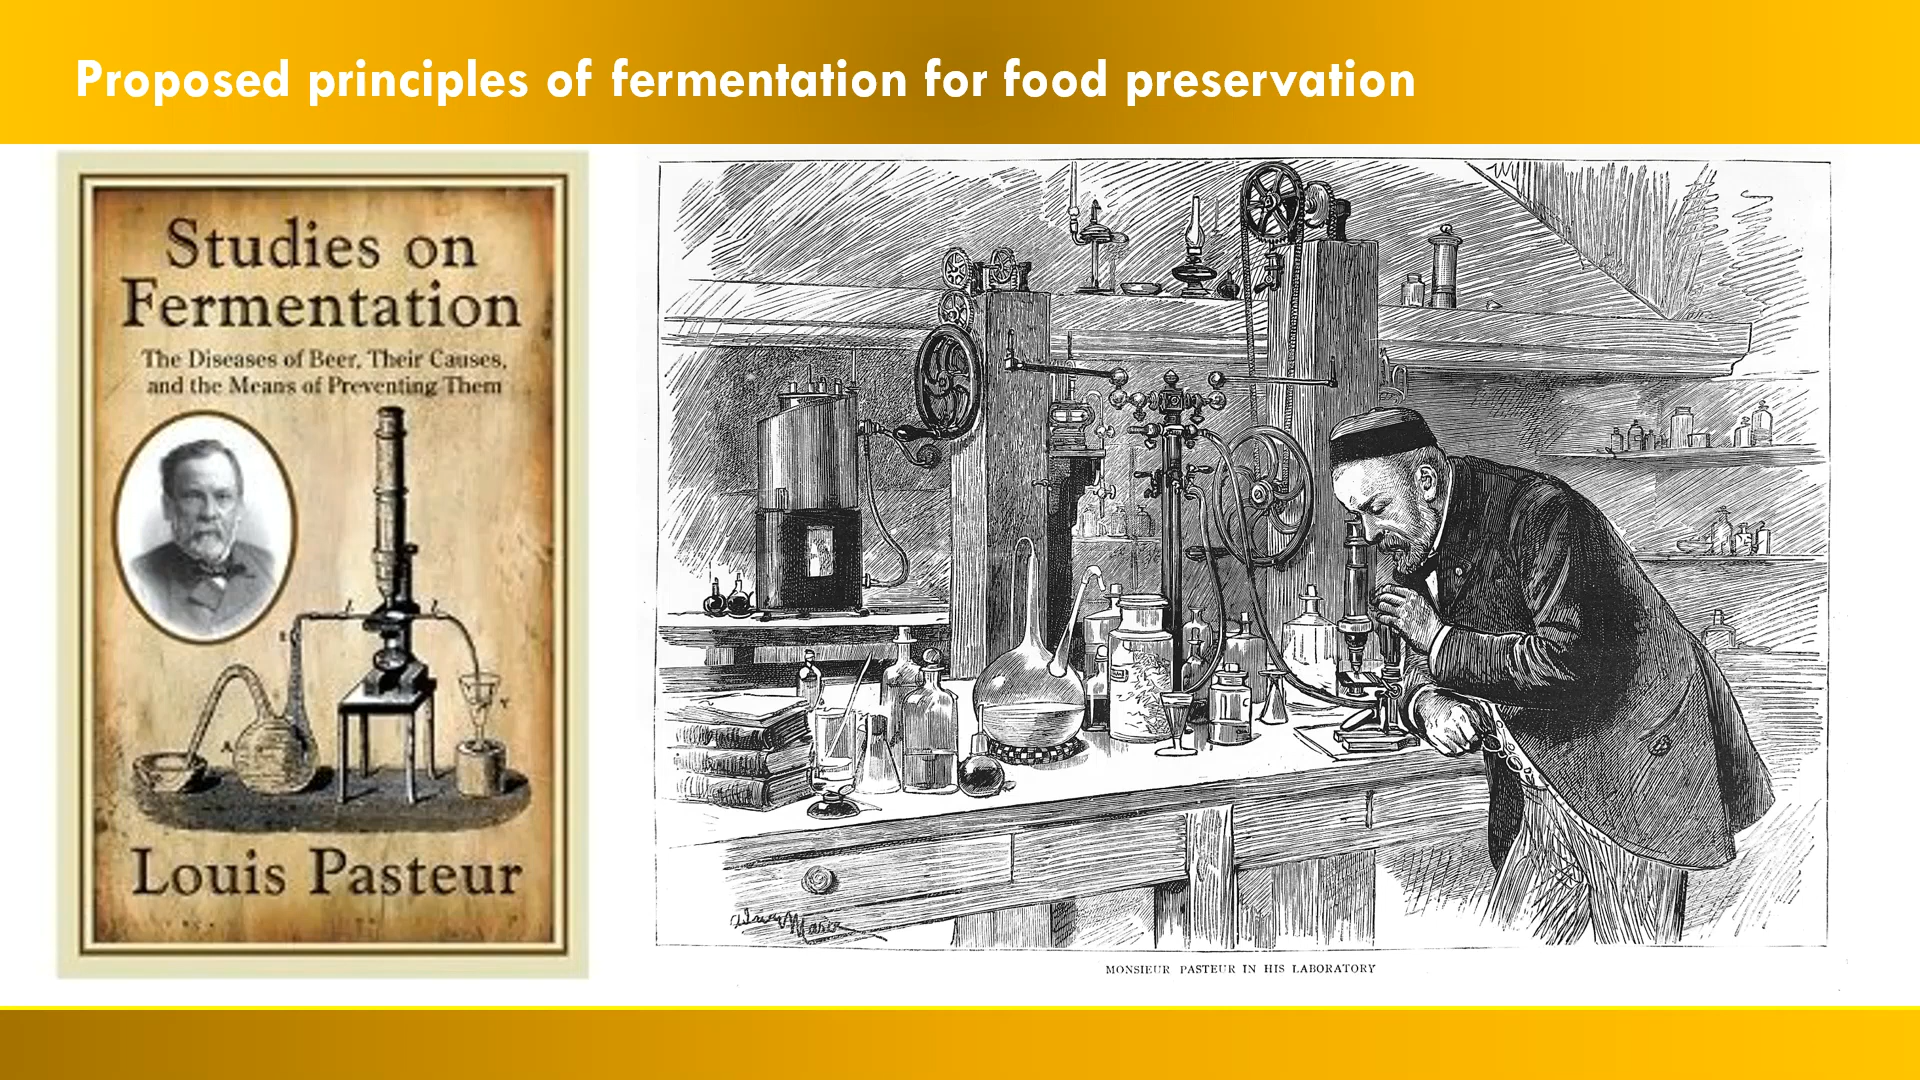 Proposed principles of fermentation for food preservation
Studies on
Fermentation
The Diseases of Beer, Their Causes,
and the Means of Preventing Them
Louis Pasteur
MONSIEUR PASTEUR IN HIS LABORATORY